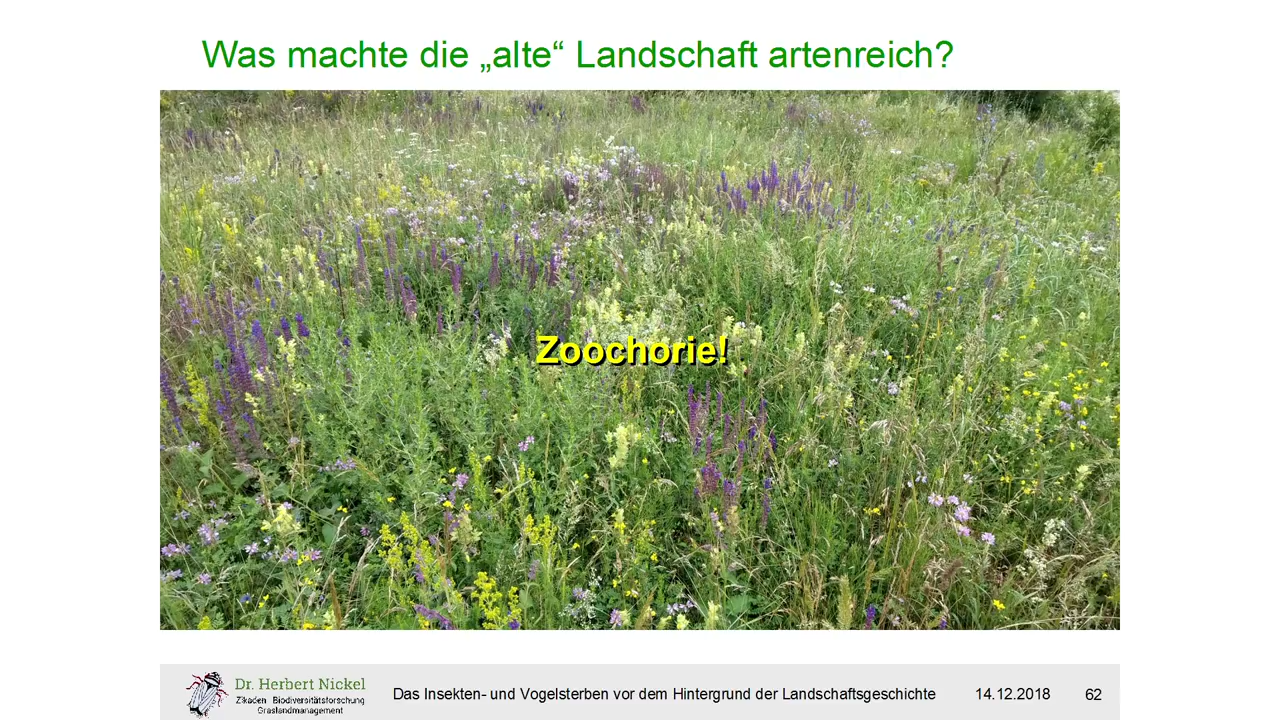 Was machte die „alte“ Landschaft artenreich?
Zoochorie!
Dr. Herbert Nickel
Zikaden Biodiversitätsforschung
Graslandmanagement
Das Insekten- und Vogelsterben vor dem Hintergrund der Landschaftsgeschichte
14.12.2018
62